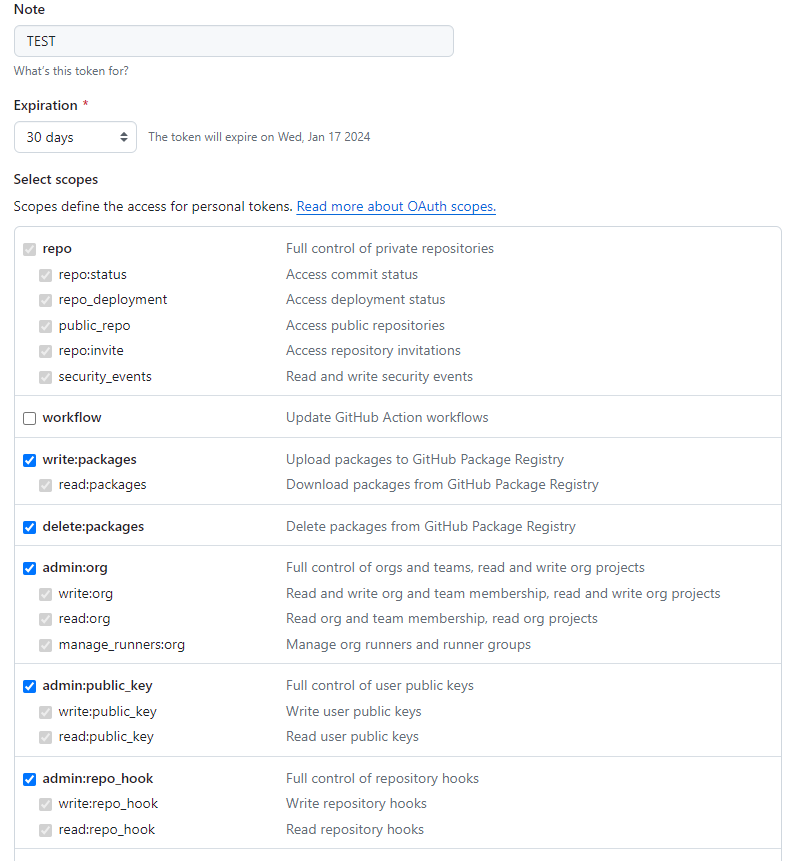 Note
TEST
What's this token for?
Expiration *
30 days The token will expire on Wed, Jan 17 2024
Select scopes
Scopes define the access for personal tokens. Read more about OAuth scopes.
repo Full control of private repositories
repo:status Access commit status
repo_deployment Access deployment status
public_repo Access public repositories
repo:invite Access repository invitations
security_events Read and write security events
workflow Update GitHub Action workflows
write:packages Upload packages to GitHub Package Registry
read:packages Download packages from GitHub Package Registry
delete:packages Delete packages from GitHub Package Registry
admin:org Full control of orgs and teams, read and write org projects
write:org Read and write org and team membership, read and write org projects
read:org Read org and team membership, read org projects
manage_runners:org Manage org runners and runner groups
admin:public_key Full control of user public keys
write:public_key Write user public keys
read:public_key Read user public keys
admin:repo_hook Full control of repository hooks
write:repo_hook Write repository hooks
read:repo_hook Read repository hooks